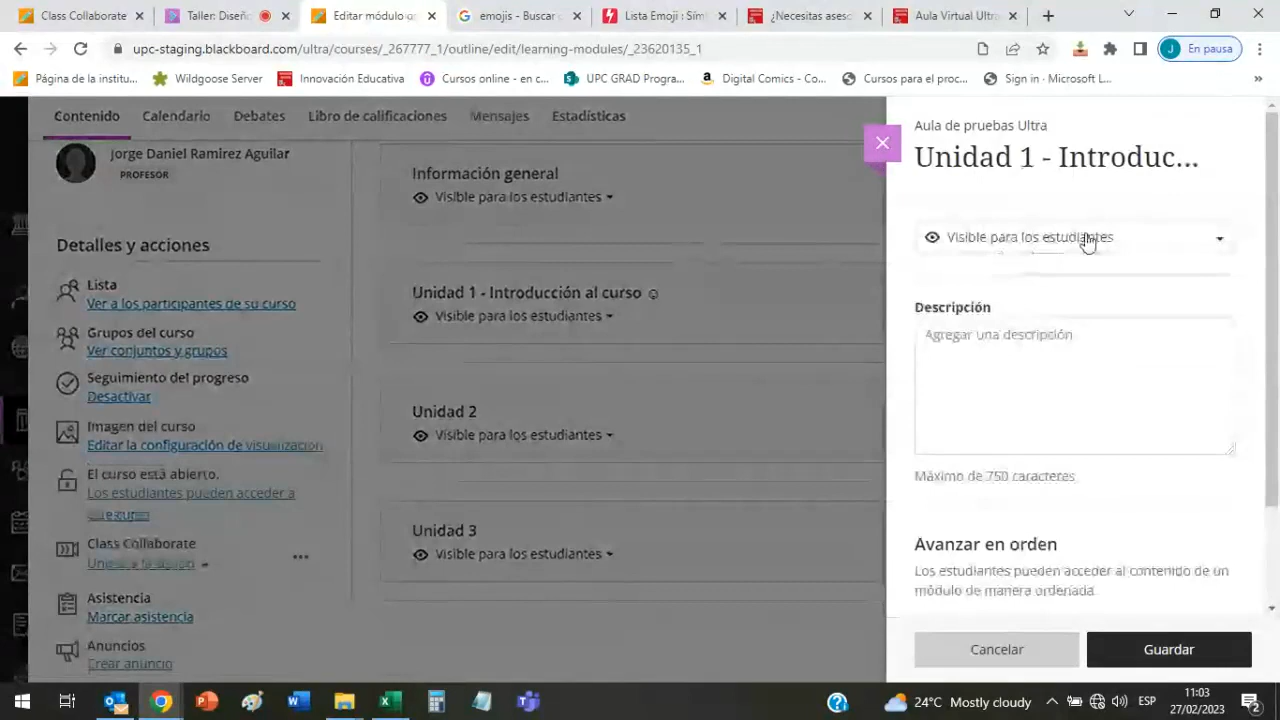 Class Collaborate
Taller: Diseño
Editar módulo
emojis - Buscar c
Lista Emoji : Sím
¿Necesitas aseso
Aula Virtual Ultra
upc-staging.blackboard.com/ultra/courses/_267777_1/outline/edit/learning-modules/_23620135_1
J En pausa
Página de la institu...
Wildgoose Server
Innovación Educativa
Cursos online - en c...
UPC GRAD Progra...
Digital Comics - Co...
Cursos para el proc...
Sign in · Microsoft L...
»
Contenido
Calendario
Debates
Libro de calificaciones
Mensajes
Estadísticas
Jorge Daniel Ramirez Aguilar
PROFESOR
Detalles y acciones
Lista
Ver a los participantes de su curso
Grupos del curso
Ver conjuntos y grupos
Seguimiento del progreso
Desactivar
Imagen del curso
Editar la configuración de visualización
El curso está abierto.
Los estudiantes pueden acceder a
Class Collaborate
Asistencia
Marcar asistencia
Anuncios
Crear anuncio
Información general
Visible para los estudiantes
Unidad 1 - Introducción al curso ☺
Visible para los estudiantes
Unidad 2
Visible para los estudiantes
Unidad 3
Visible para los estudiantes
Aula de pruebas Ultra
Unidad 1 - Introduc...
Visible para los estudiantes
Descripción
Agregar una descripción
Máximo de 750 caracteres
Avanzar en orden
Los estudiantes pueden acceder al contenido de un
módulo de manera ordenada.
Cancelar
Guardar
24°C Mostly cloudy
ESP
11:03
27/02/2023
2